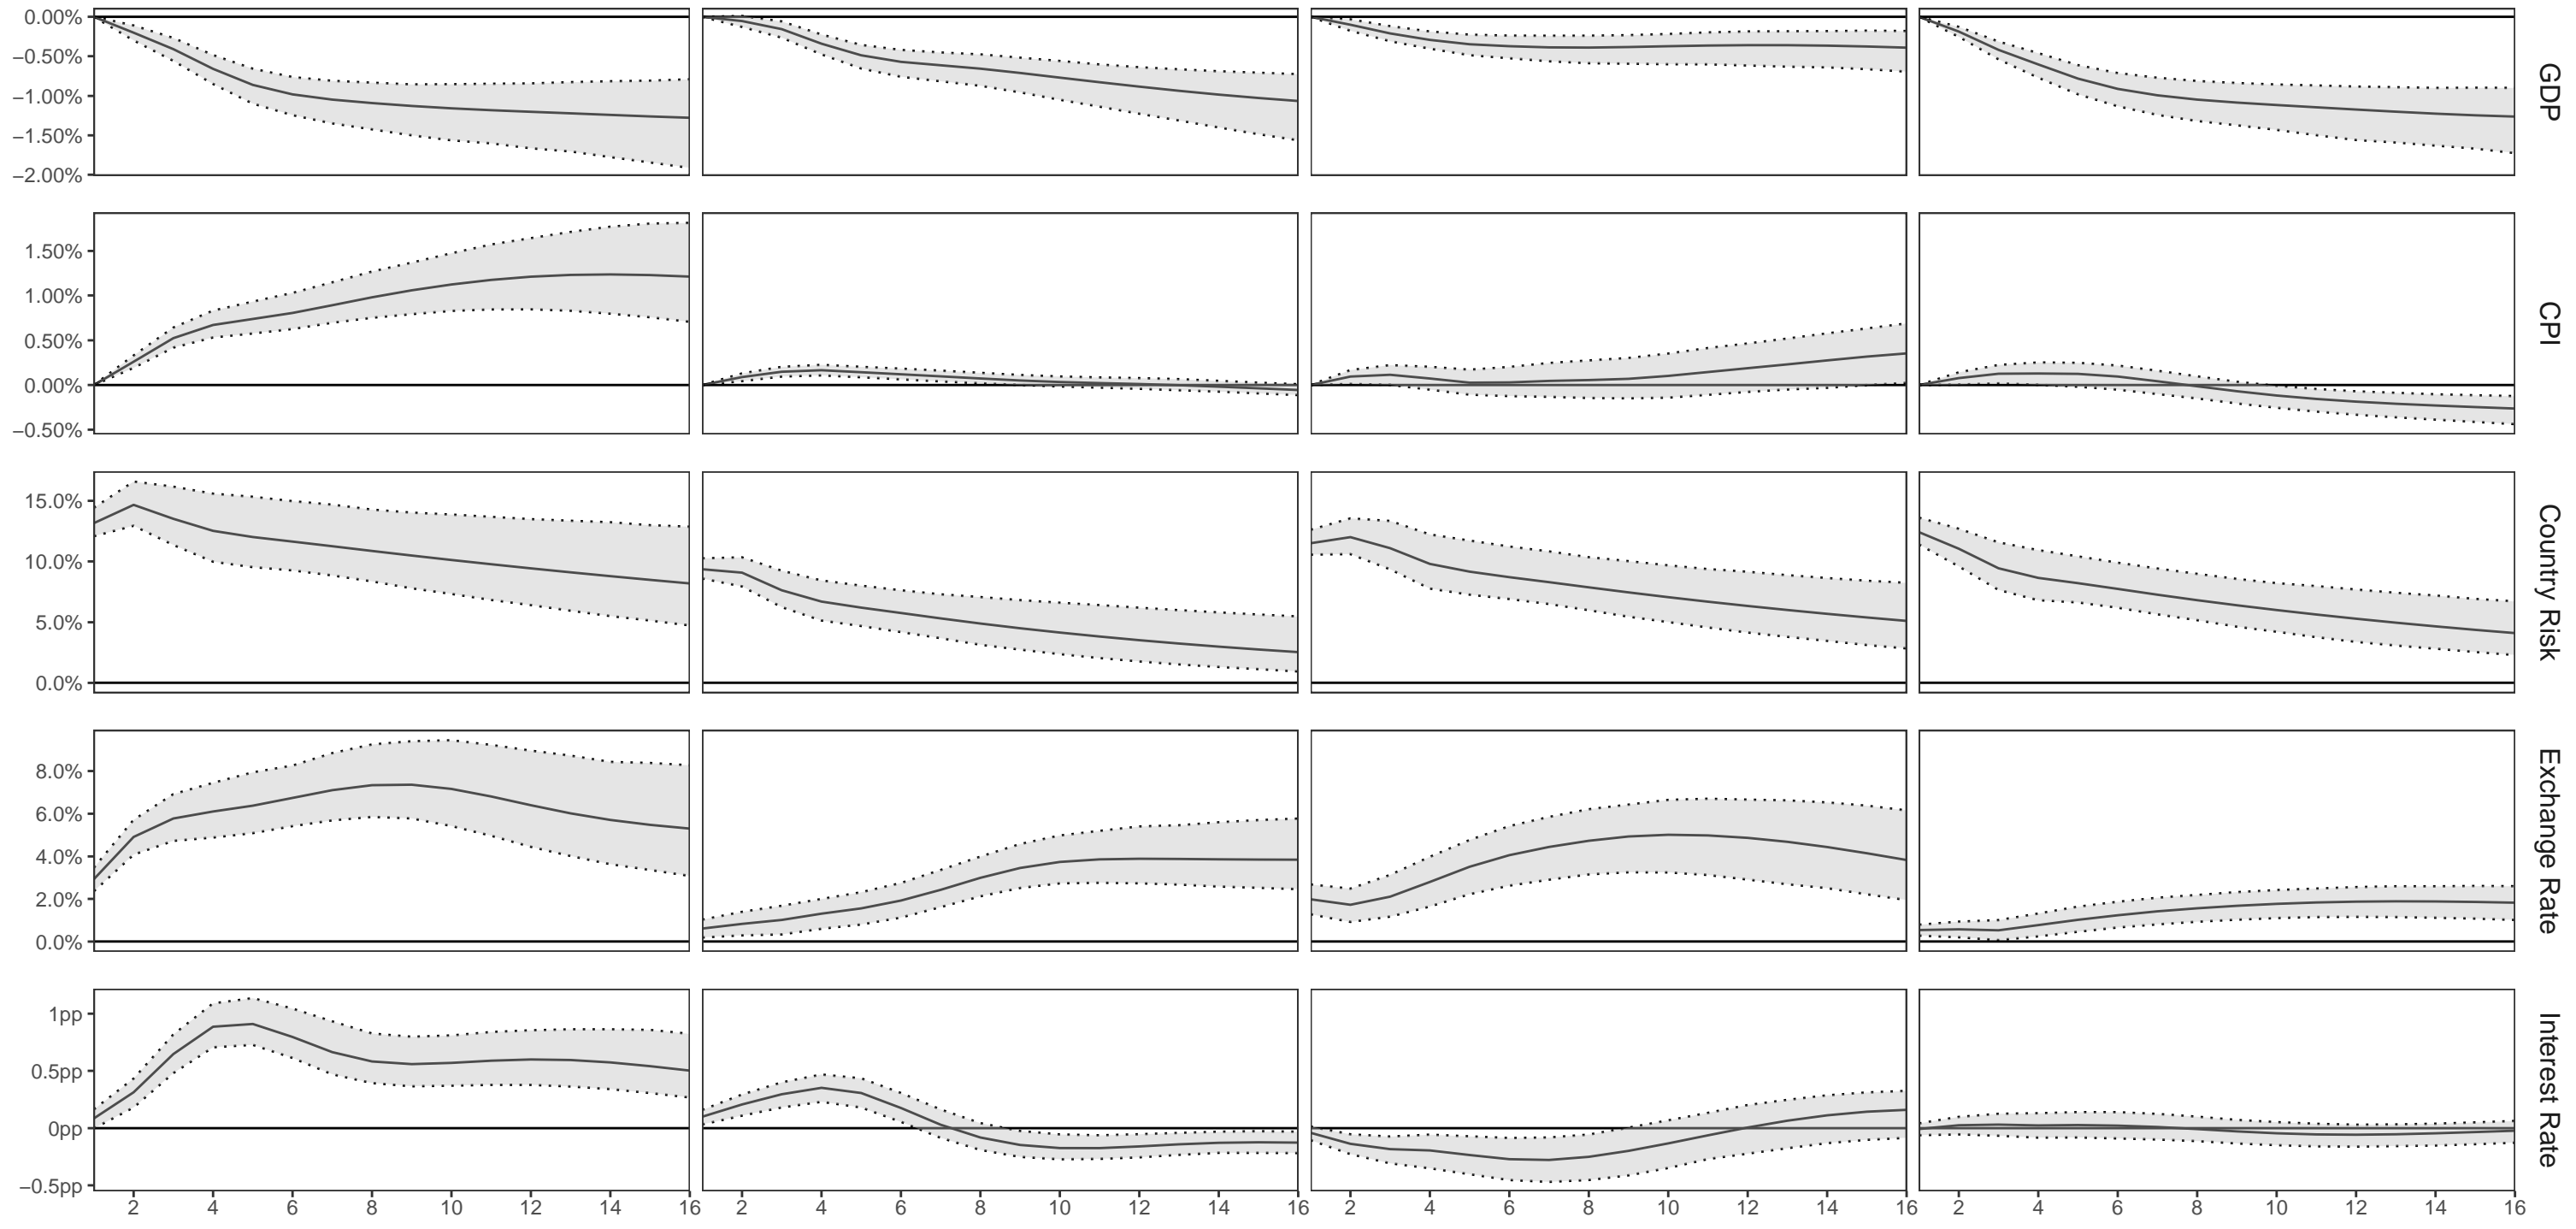 0.00%
−0.50%
−1.00%
−1.50%
−2.00%
GDP
1.50%
1.00%
0.50%
0.00%
−0.50%
CPI
15.0%
10.0%
5.0%
0.0%
Country Risk
8.0%
6.0%
4.0%
2.0%
0.0%
Exchange Rate
1pp
0.5pp
0pp
−0.5pp
Interest Rate
2 4 6 8 10 12 14 16 2 4 6 8 10 12 14 16 2 4 6 8 10 12 14 16 2 4 6 8 10 12 14 16